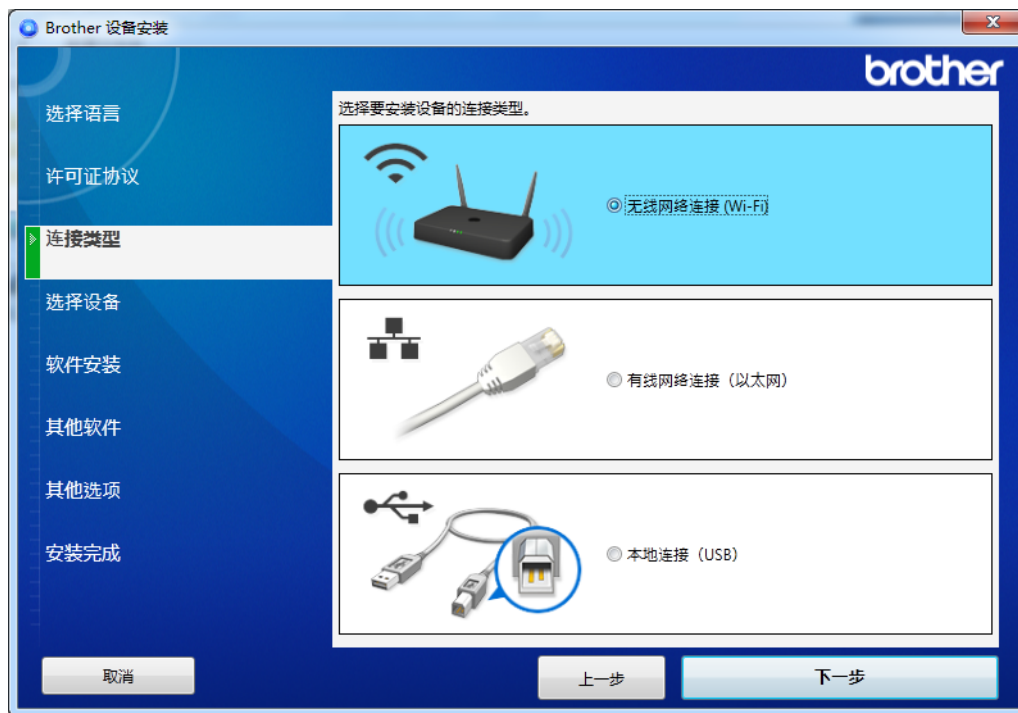 Brother 设备安装
brother
选择语言
许可证协议
连接类型
选择设备
软件安装
其他软件
其他选项
安装完成
选择要安装设备的连接类型。
无线网络连接 (Wi-Fi)
有线网络连接（以太网）
本地连接（USB）
取消
上一步
下一步